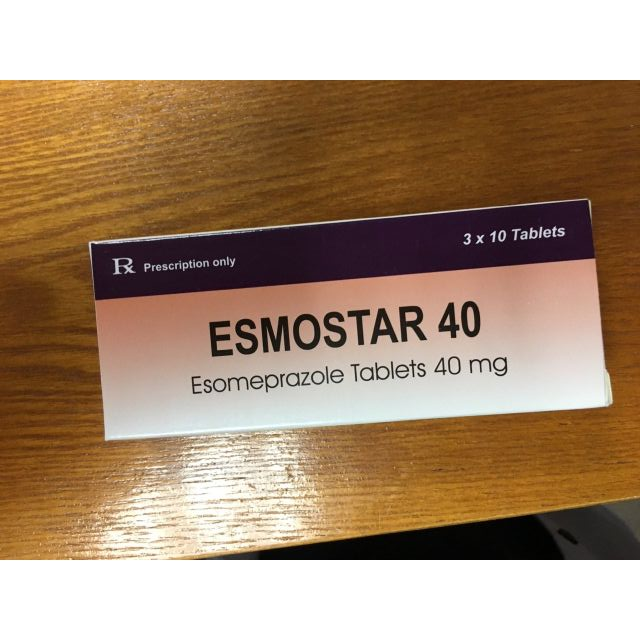 ℞ Prescription only
3 x 10 Tablets
ESMOSTAR 40
Esomeprazole Tablets 40 mg